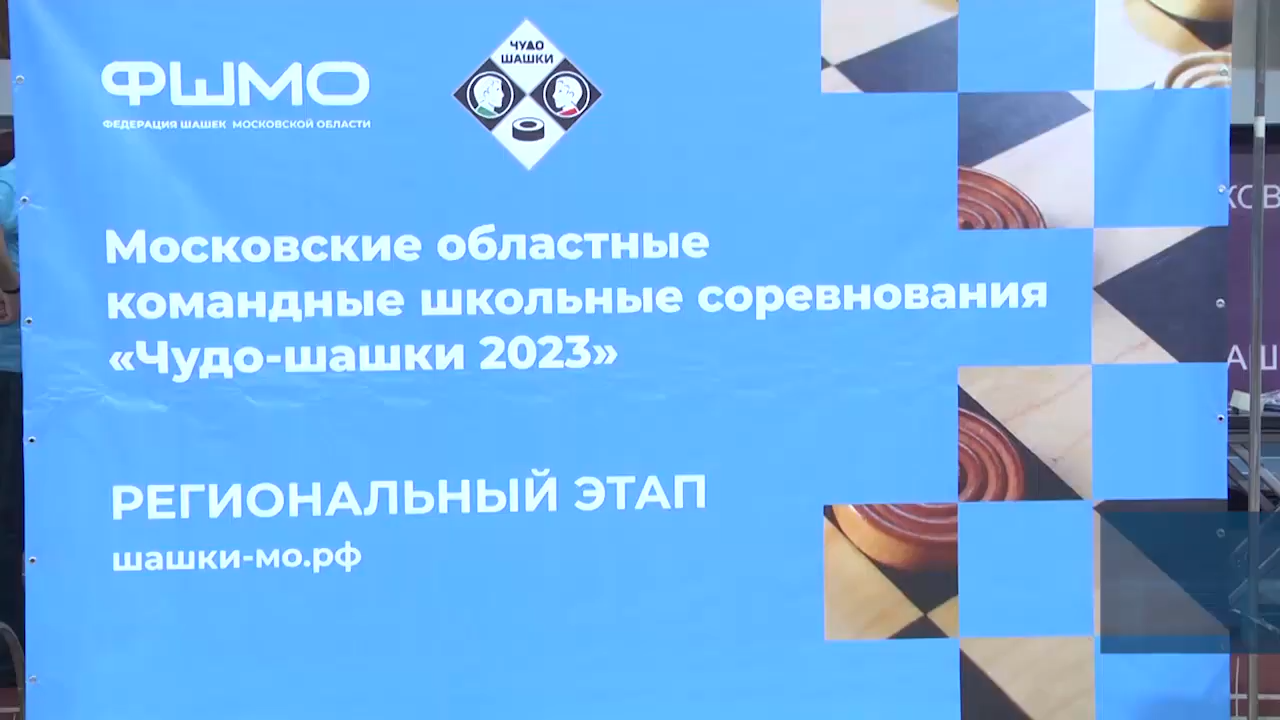 ФШМО
ФЕДЕРАЦИЯ ШАШЕК МОСКОВСКОЙ ОБЛАСТИ
ЧУДО
ШАШКИ
Московские областные
командные школьные соревнования
«Чудо-шашки 2023»
РЕГИОНАЛЬНЫЙ ЭТАП
шашки-мо.рф